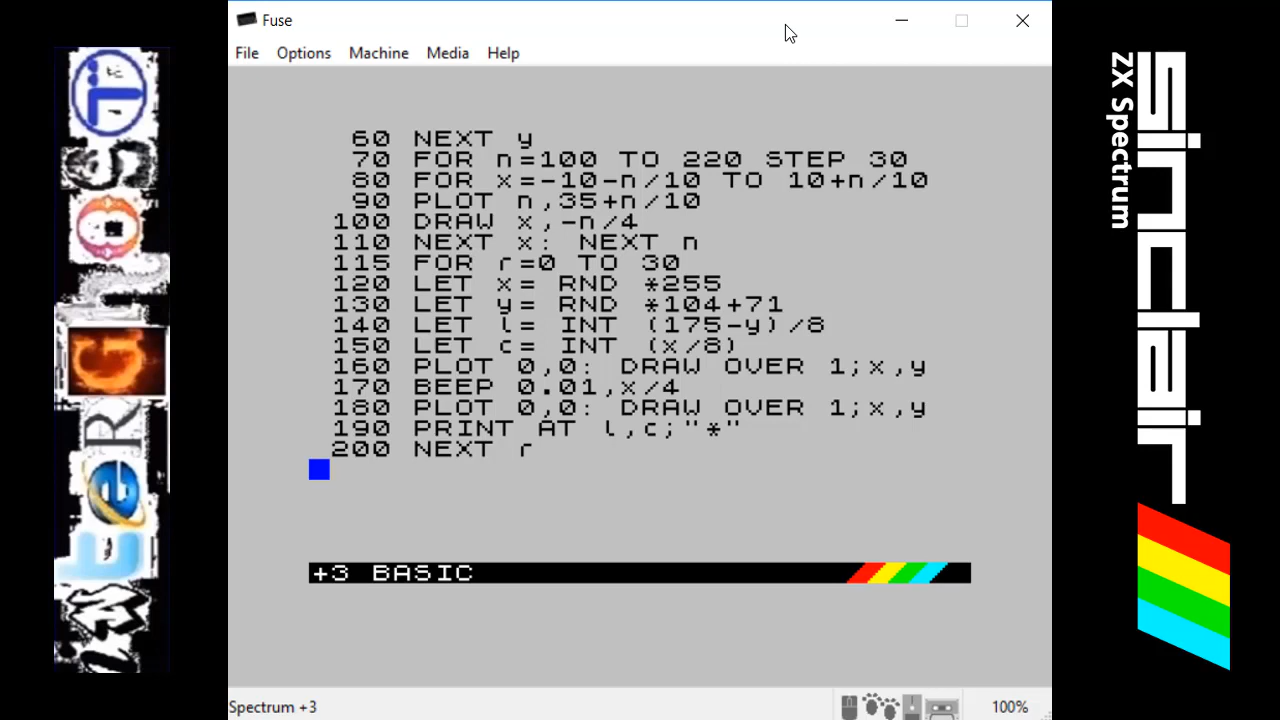 Fuse
File Options Machine Media Help
60 NEXT y
70 FOR n=100 TO 220 STEP 30
80 FOR x=-10-n/10 TO 10+n/10
90 PLOT n,35+n/10
100 DRAW x,-n/4
110 NEXT x: NEXT n
115 FOR r=0 TO 30
120 LET x= RND *255
130 LET y= RND *104+71
140 LET l= INT (175-y)/8
150 LET c= INT (x/8)
160 PLOT 0,0: DRAW OVER 1;x,y
170 BEEP 0.01,x/4
180 PLOT 0,0: DRAW OVER 1;x,y
190 PRINT AT l,c;"*"
200 NEXT r
+3 BASIC
Spectrum +3
100%
sinclair
ZX Spectrum